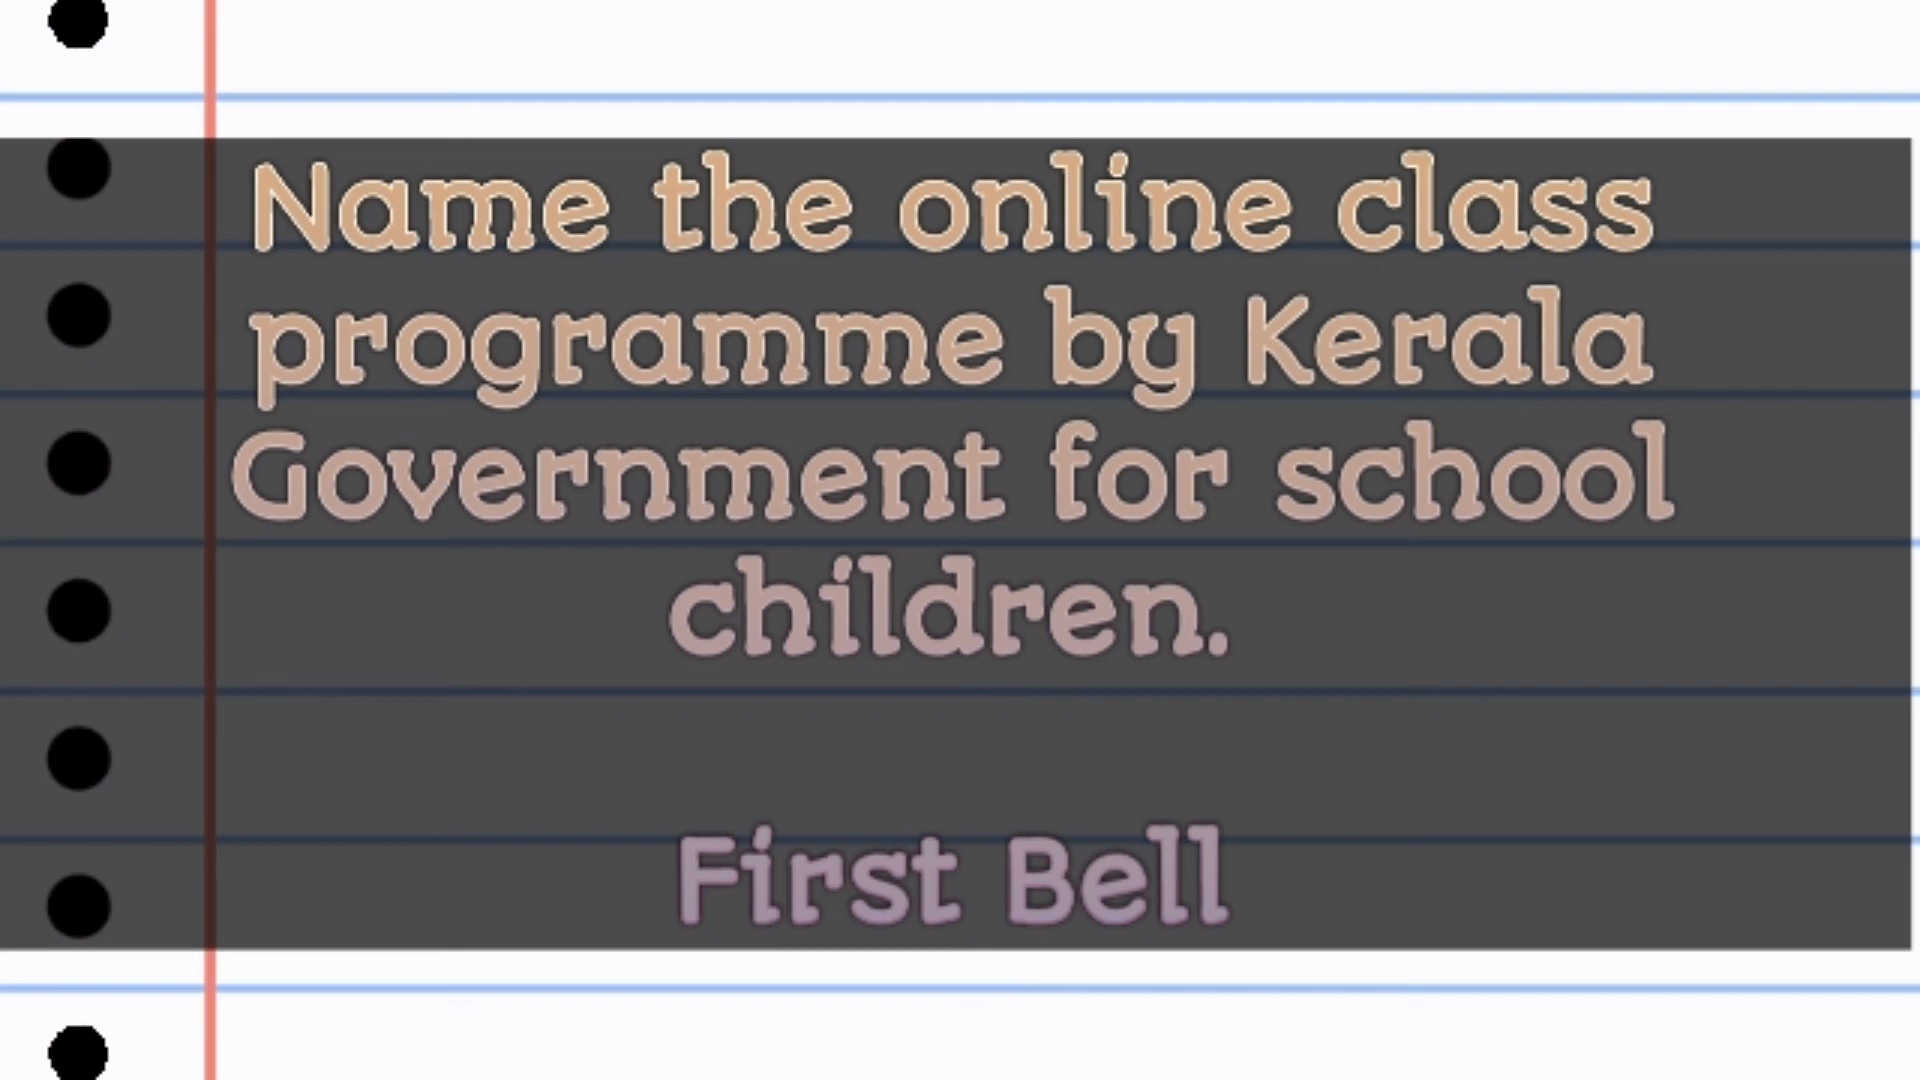 Name the online class
programme by Kerala
Government for school
children.
First Bell